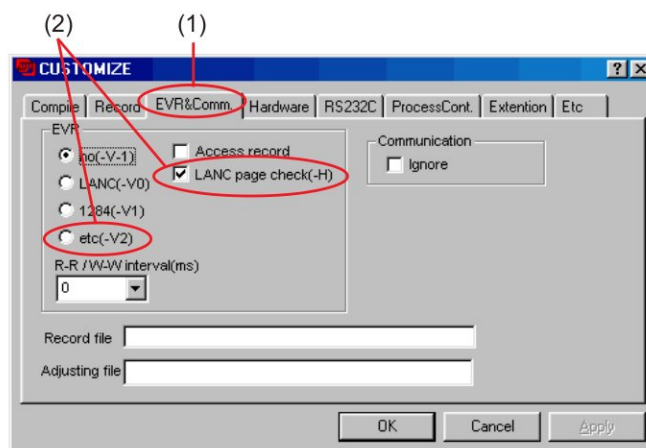 (2) (1)
CUSTOMIZE
Compile Record EVR&Comm. Hardware RS232C ProcessCont. Extention Etc
EVR
no(-V-1)
Access record
LANC(-V0)
LANC page check(-H)
1284(-V1)
etc(-V2)
R-R / W-W interval(ms)
0
Communication
Ignore
Record file
Adjusting file
OK Cancel Apply